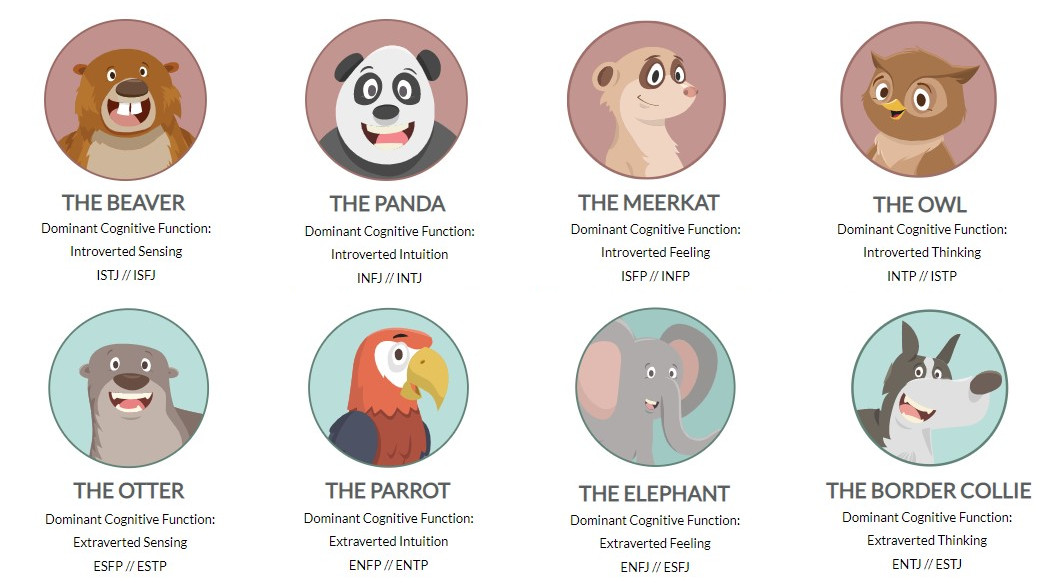 THE BEAVER
Dominant Cognitive Function:
Introverted Sensing
ISTJ // ISFJ
THE PANDA
Dominant Cognitive Function:
Introverted Intuition
INFJ // INTJ
THE MEERKAT
Dominant Cognitive Function:
Introverted Feeling
ISFP // INFP
THE OWL
Dominant Cognitive Function:
Introverted Thinking
INTP // ISTP
THE OTTER
Dominant Cognitive Function:
Extraverted Sensing
ESFP // ESTP
THE PARROT
Dominant Cognitive Function:
Extraverted Intuition
ENFP // ENTP
THE ELEPHANT
Dominant Cognitive Function:
Extraverted Feeling
ENFJ // ESFJ
THE BORDER COLLIE
Dominant Cognitive Function:
Extraverted Thinking
ENTJ // ESTJ